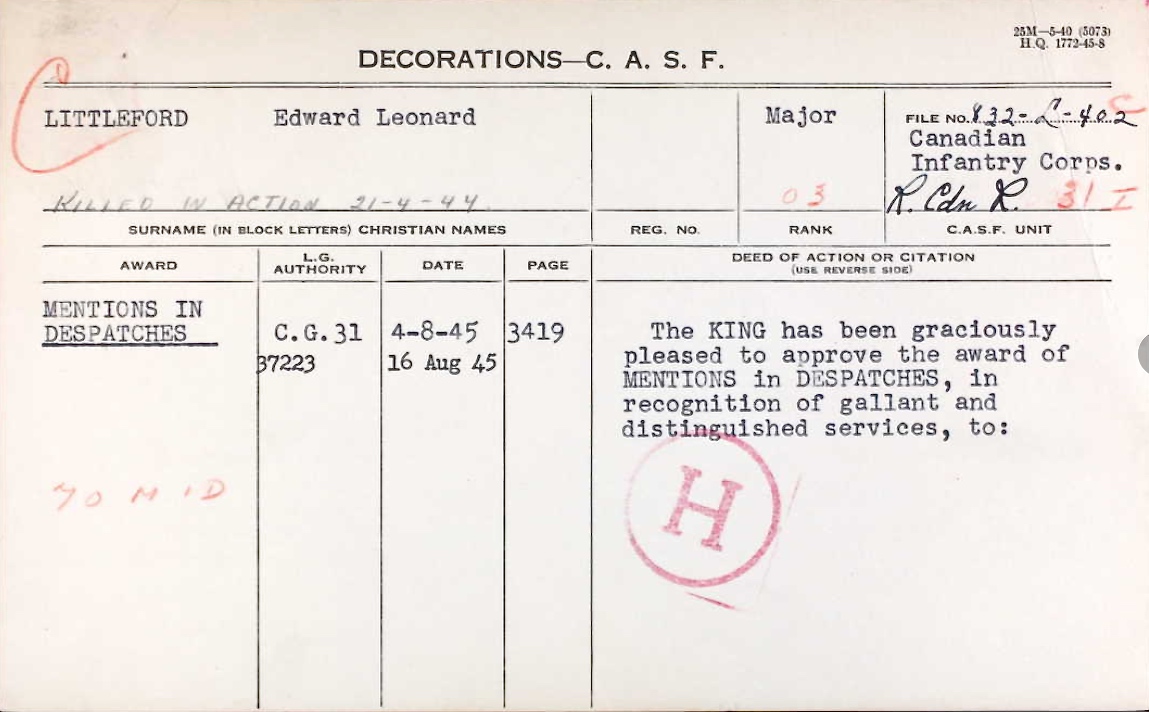 25M—5-40 (5073)
H.Q. 1772-45-8
DECORATIONS—C. A. S. F.
C
LITTLEFORD Edward Leonard
Major
FILE NO. 832-L-402 C
Canadian
Infantry Corps.
KILLED IN ACTION 21-4-44.
03
R. Cdn R. 31 I
SURNAME (IN BLOCK LETTERS) CHRISTIAN NAMES
REG. NO.
RANK
C.A.S.F. UNIT
AWARD
L.G.
AUTHORITY
DATE
PAGE
DEED OF ACTION OR CITATION
(USE REVERSE SIDE)
MENTIONS IN
DESPATCHES C.G.31 4-8-45 3419
37223 16 Aug 45
The KING has been graciously
pleased to approve the award of
MENTIONS in DESPATCHES, in
recognition of gallant and
distinguished services, to:
H
70 MID